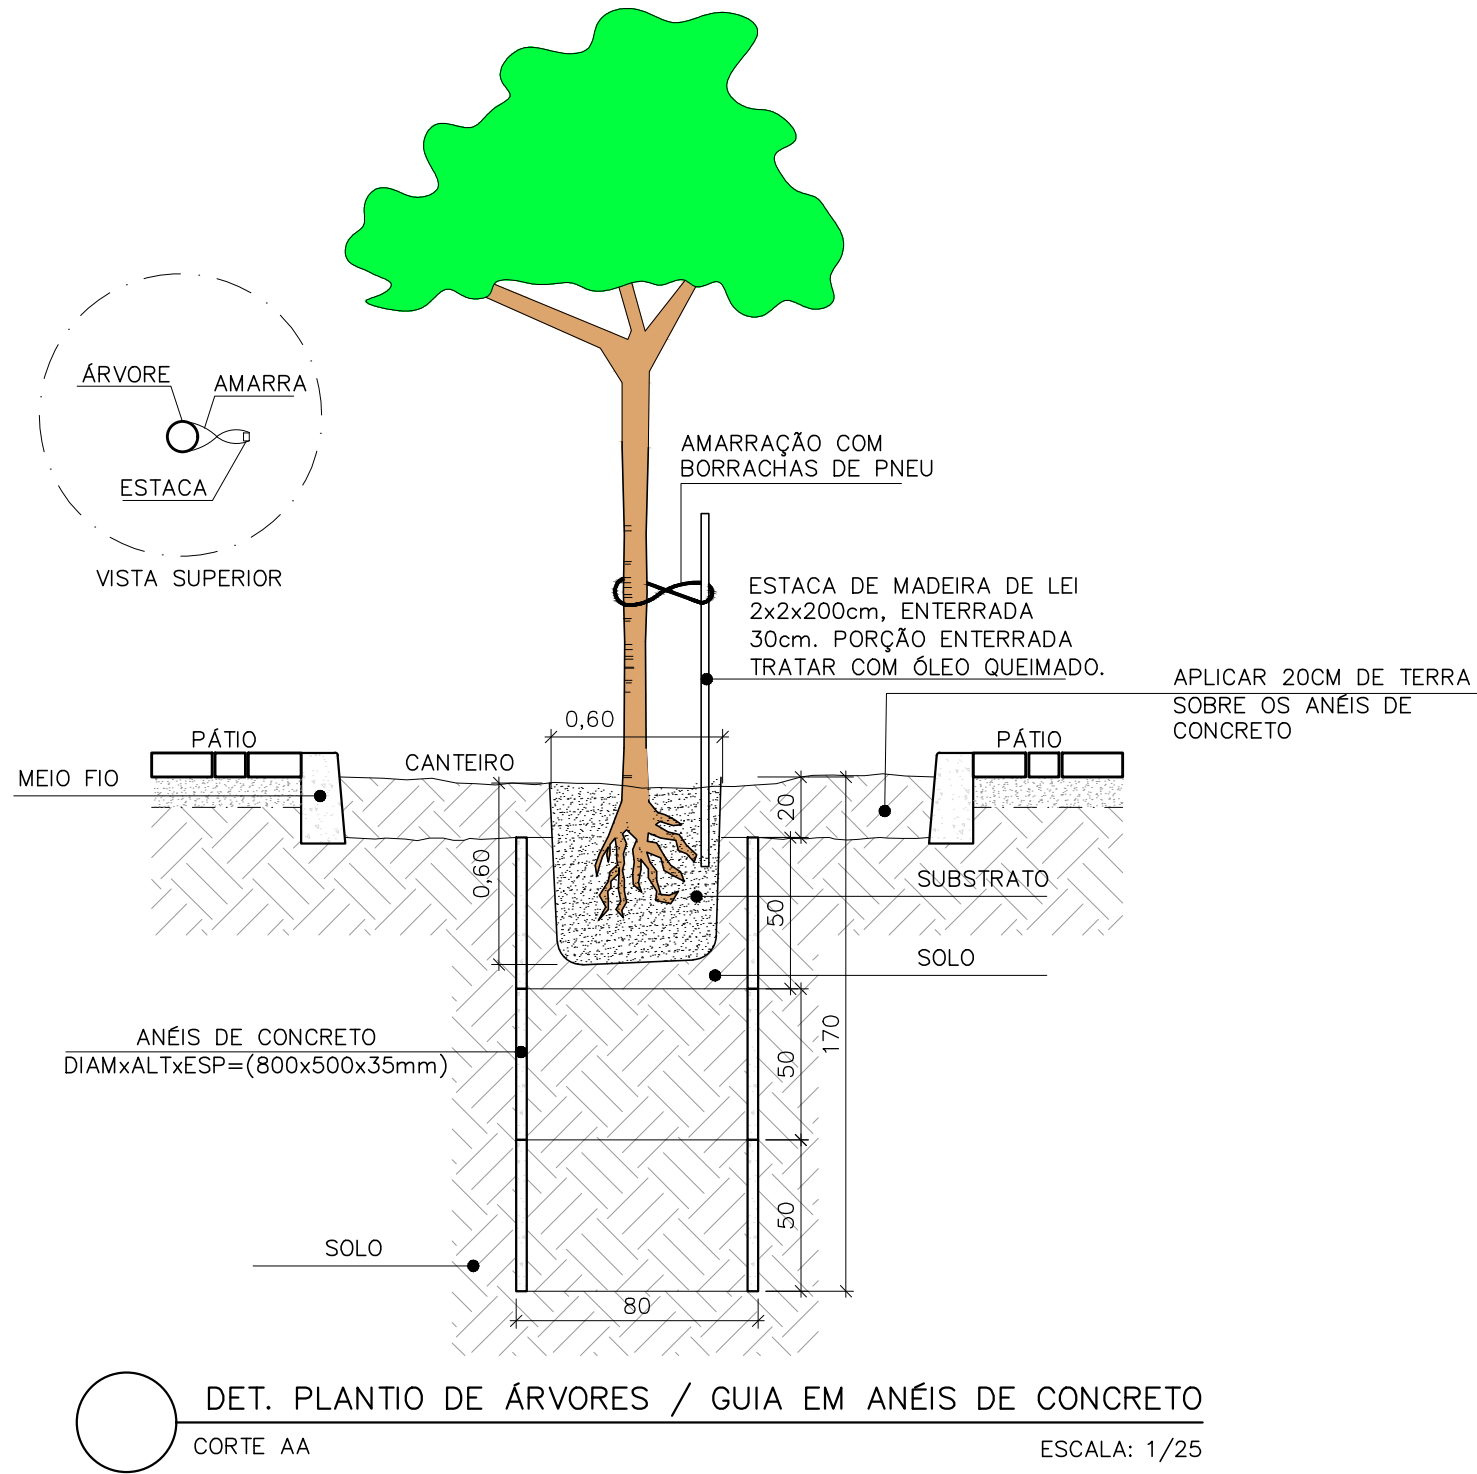 ÁRVORE
AMARRA
ESTACA
VISTA SUPERIOR
AMARRAÇÃO COM
BORRACHAS DE PNEU
ESTACA DE MADEIRA DE LEI
2x2x200cm, ENTERRADA
30cm. PORÇÃO ENTERRADA
TRATAR COM ÓLEO QUEIMADO.
APLICAR 20CM DE TERRA
SOBRE OS ANÉIS DE
CONCRETO
0,60
PÁTIO
PÁTIO
CANTEIRO
MEIO FIO
20
0,60
SUBSTRATO
50
SOLO
170
ANÉIS DE CONCRETO
DIAMxALTxESP=(800x500x35mm)
50
50
SOLO
80
DET. PLANTIO DE ÁRVORES / GUIA EM ANÉIS DE CONCRETO
CORTE AA
ESCALA: 1/25